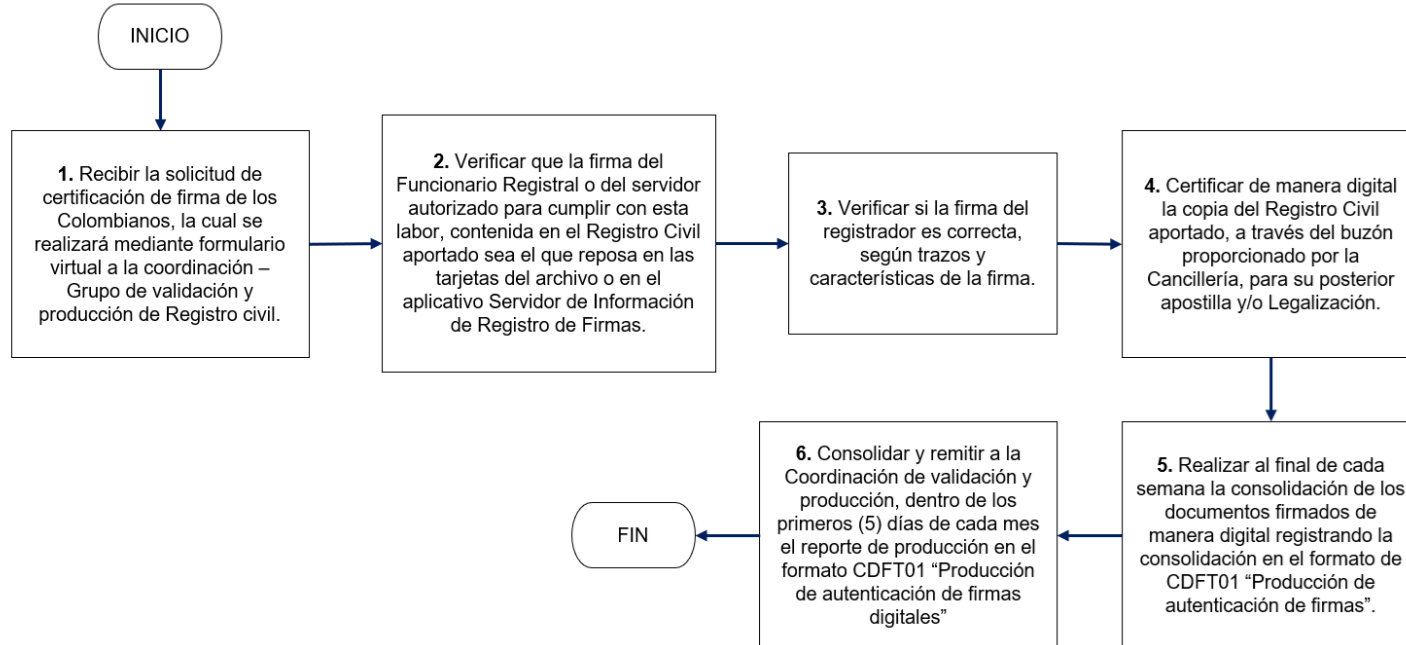 INICIO
1. Recibir la solicitud de
certificación de firma de los
Colombianos, la cual se
realizará mediante formulario
virtual a la coordinación –
Grupo de validación y
producción de Registro civil.
2. Verificar que la firma del
Funcionario Registral o del servidor
autorizado para cumplir con esta
labor, contenida en el Registro Civil
aportado sea el que reposa en las
tarjetas del archivo o en el
aplicativo Servidor de Información
de Registro de Firmas.
3. Verificar si la firma del
registrador es correcta,
según trazos y
características de la firma.
4. Certificar de manera digital
la copia del Registro Civil
aportado, a través del buzón
proporcionado por la
Cancillería, para su posterior
apostilla y/o Legalización.
5. Realizar al final de cada
semana la consolidación de los
documentos firmados de
manera digital registrando la
consolidación en el formato de
CDFT01 “Producción de
autenticación de firmas”.
6. Consolidar y remitir a la
Coordinación de validación y
producción, dentro de los
primeros (5) días de cada mes
el reporte de producción en el
formato CDFT01 “Producción
de autenticación de firmas
digitales”
FIN